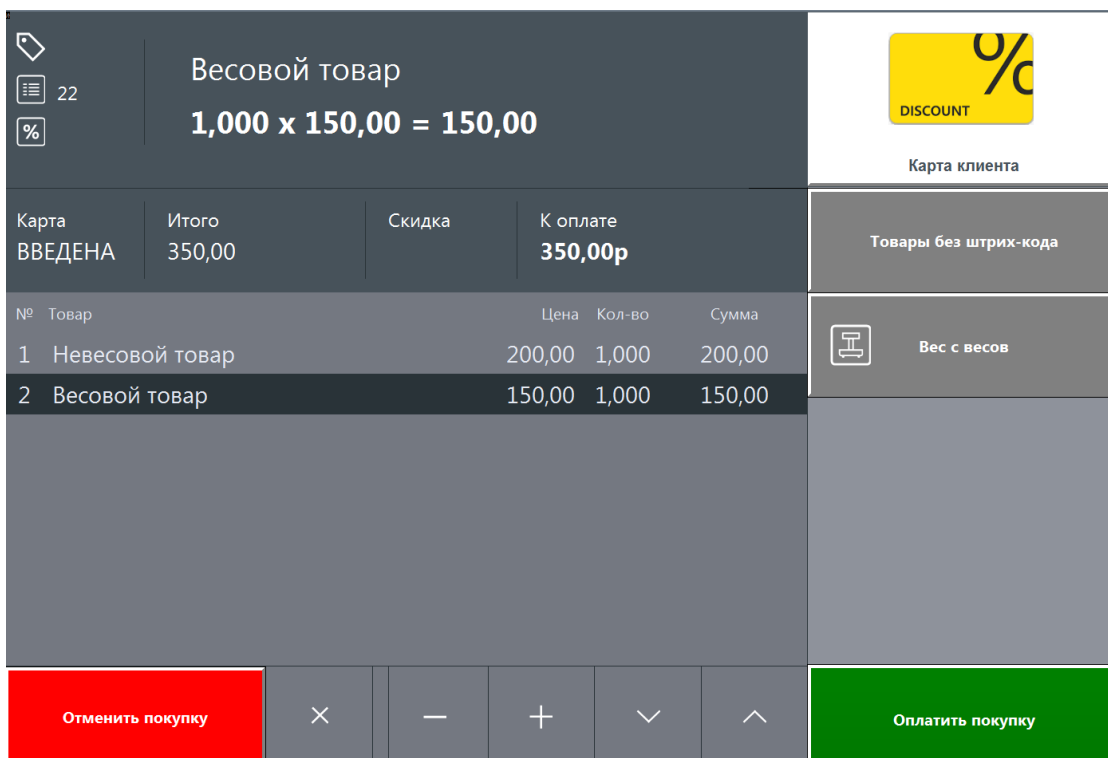 22
%
Весовой товар
1,000 x 150,00 = 150,00
%
DISCOUNT
Карта клиента
Карта Итого Скидка К оплате
ВВЕДЕНА 350,00 350,00р
Товары без штрих-кода
№ Товар Цена Кол-во Сумма
1 Невесовой товар 200,00 1,000 200,00
2 Весовой товар 150,00 1,000 150,00
Вес с весов
Отменить покупку
Оплатить покупку